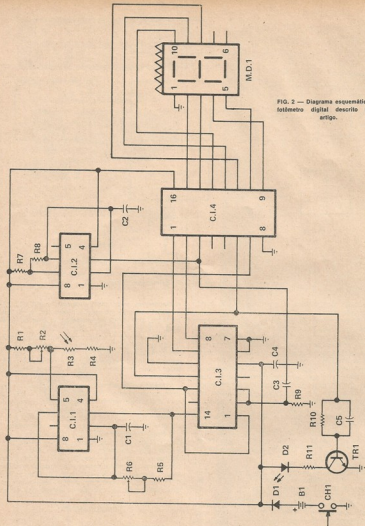 10
6
1
5
M.D.1
FIG. 2 — Diagrama esquemátic
fotômetro digital descrito
artigo.
R7
R8
C.I.2
8
5
1
4
C2
16
9
C.I.4
1
8
R1
R2
R3
R4
C.I.1
8
5
1
4
C1
R6
R5
14
8
C.I.3
1
7
C4
C3
R9
R10
C5
D2
R11
TR1
D1
B1
CH1